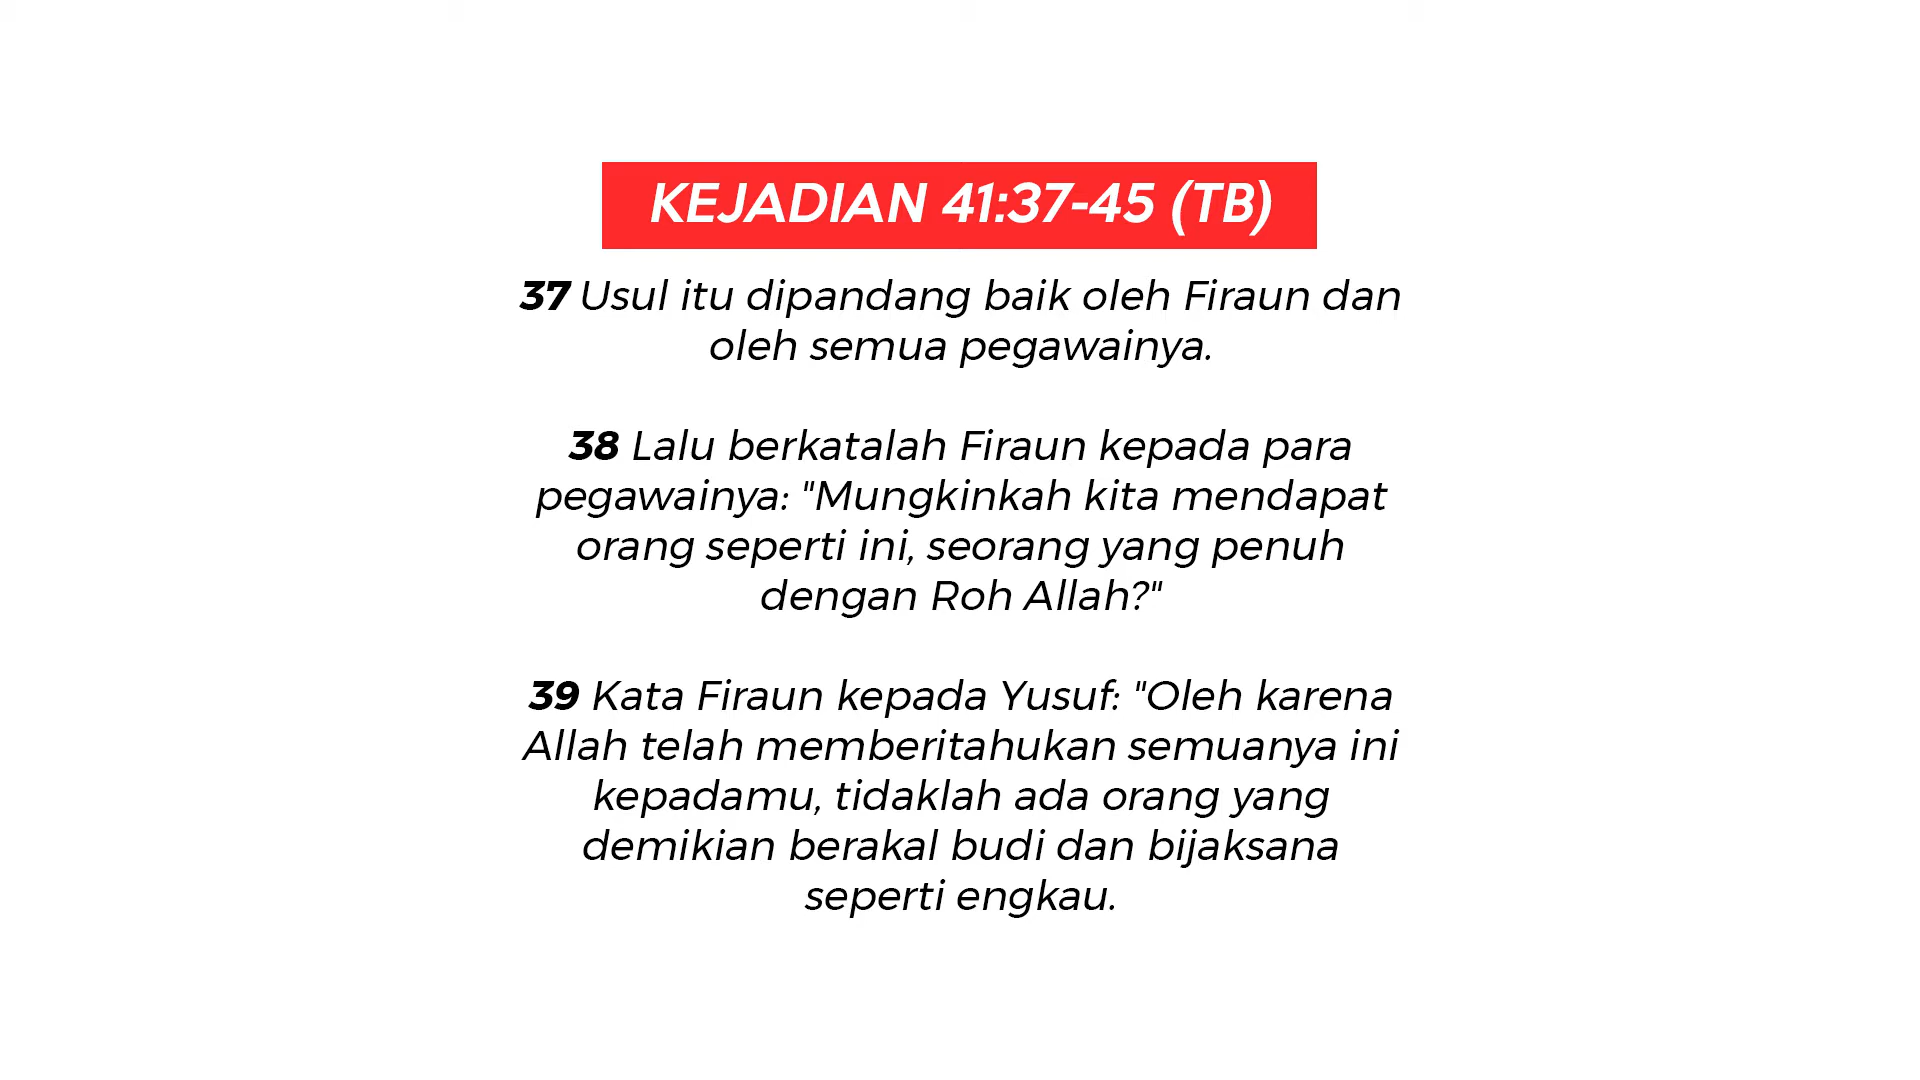 KEJADIAN 41:37-45 (TB)
37 Usul itu dipandang baik oleh Firaun dan
oleh semua pegawainya.
38 Lalu berkatalah Firaun kepada para
pegawainya: "Mungkinkah kita mendapat
orang seperti ini, seorang yang penuh
dengan Roh Allah?"
39 Kata Firaun kepada Yusuf: "Oleh karena
Allah telah memberitahukan semuanya ini
kepadamu, tidaklah ada orang yang
demikian berakal budi dan bijaksana
seperti engkau.